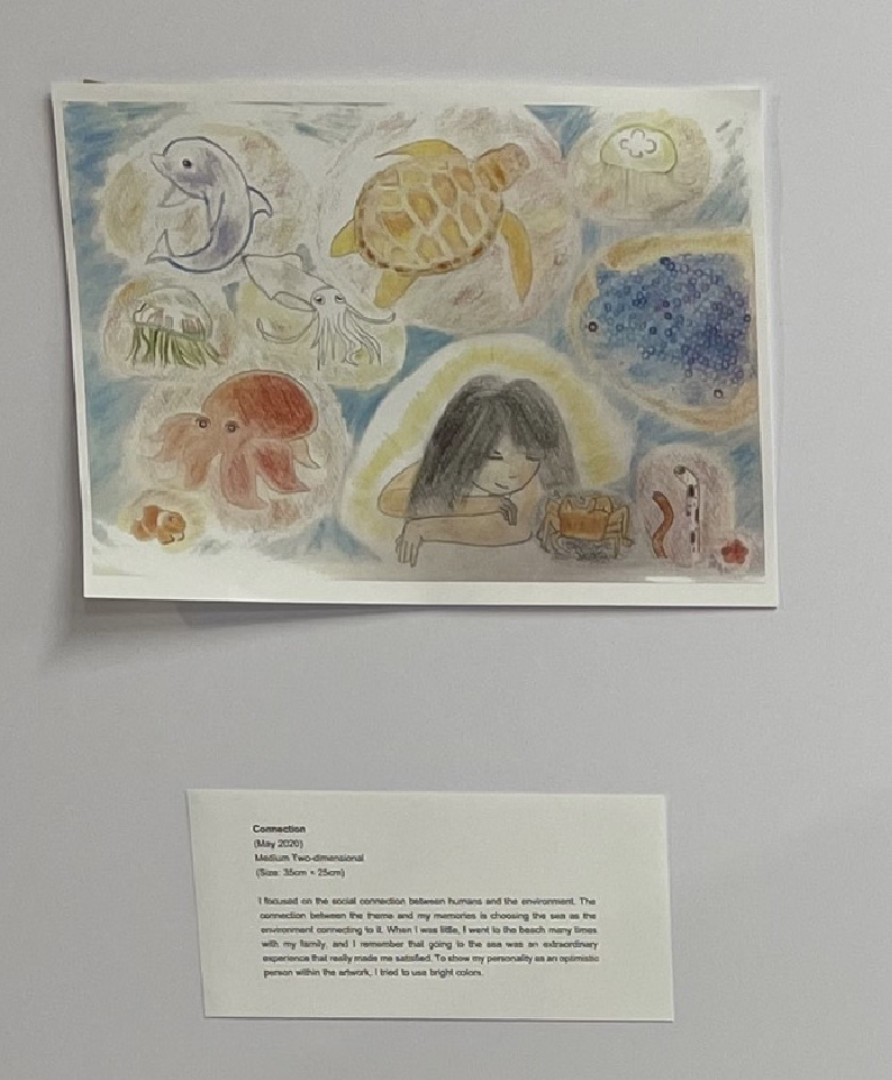 Connection
(May 2020)
Medium Two-dimensional
(Size: 35cm × 25cm)
I focused on the social connection between humans and the environment. The
connection between the theme and my memories is choosing the sea as the
environment connecting to it. When I was little, I went to the beach many times
with my family, and I remember that going to the sea was an extraordinary
experience that really made me satisfied. To show my personality as an optimistic
person within the artwork, I tried to use bright colors.